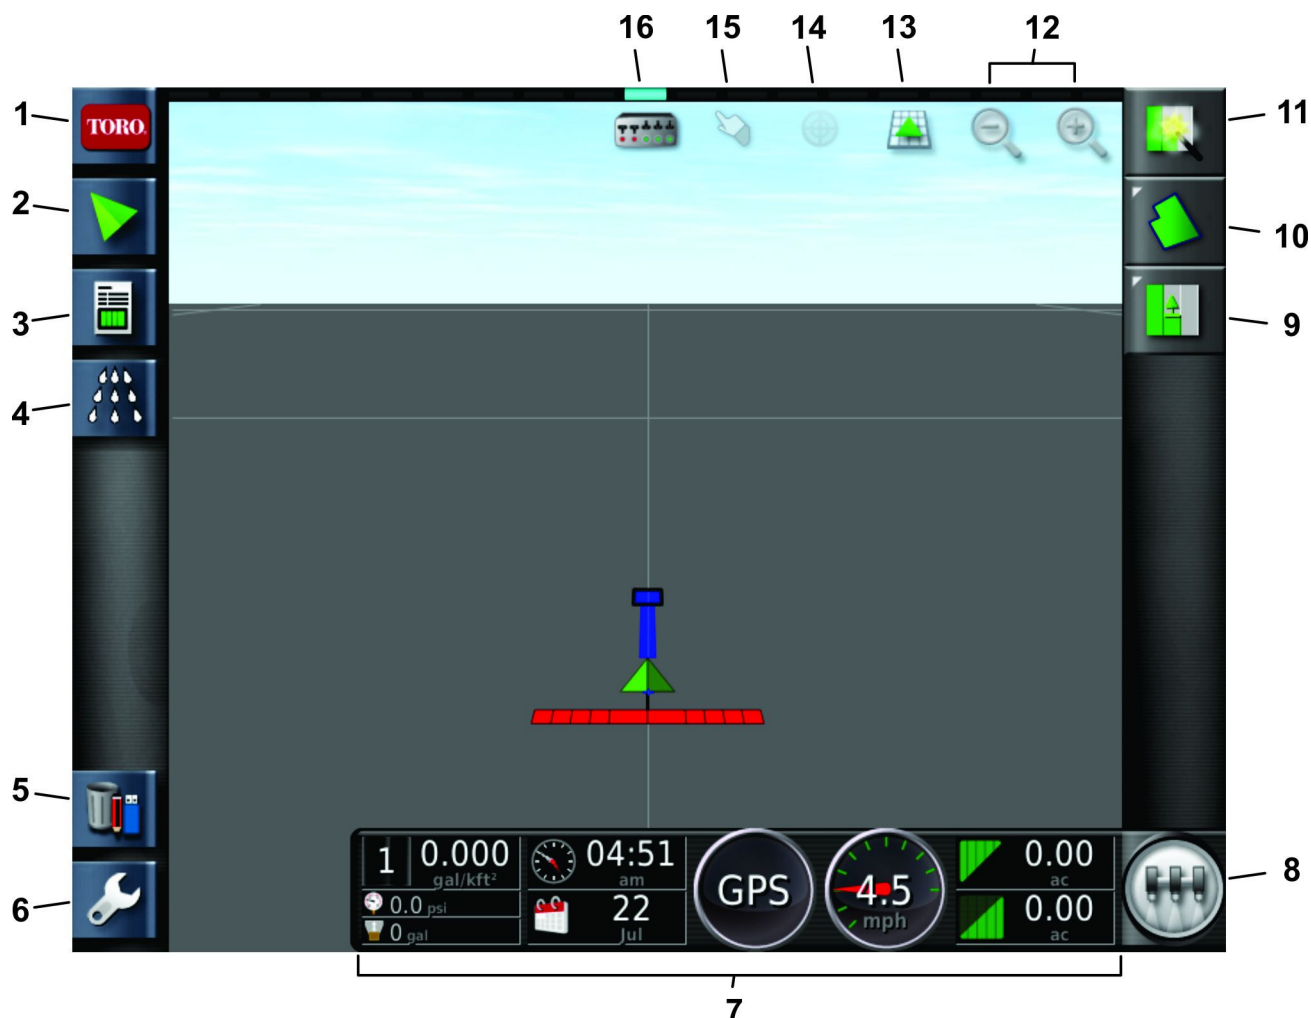 16 15 14 13 12
1 TORO. 11
2 10
3 9
4
5
6
1 0.000
gal/kft²
0.0 psi
0 gal
04:51
am
22
Jul
GPS
4.5
mph
0.00
ac
0.00
ac
8
7